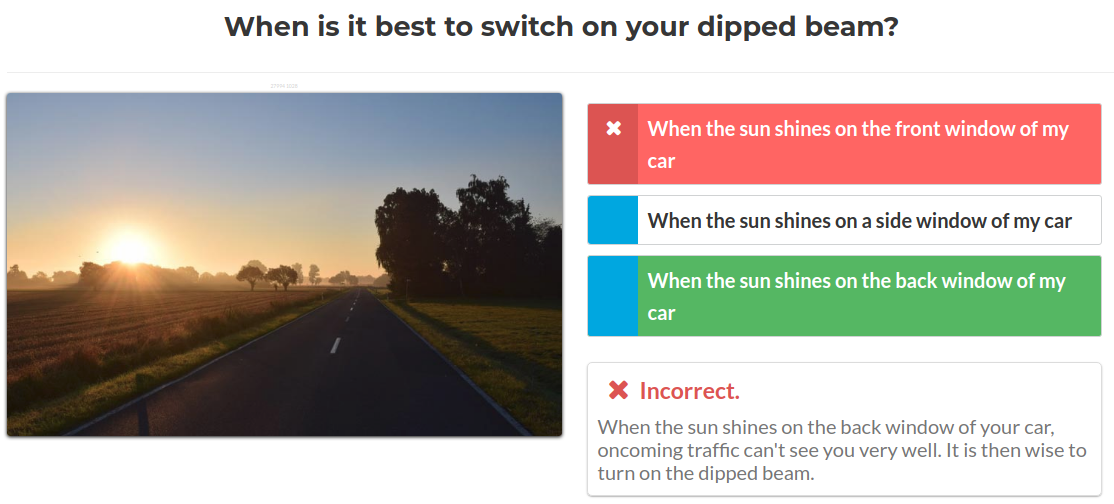 When is it best to switch on your dipped beam?
When the sun shines on the front window of my
car
When the sun shines on a side window of my car
When the sun shines on the back window of my
car
Incorrect.
When the sun shines on the back window of your car,
oncoming traffic can't see you very well. It is then wise to
turn on the dipped beam.